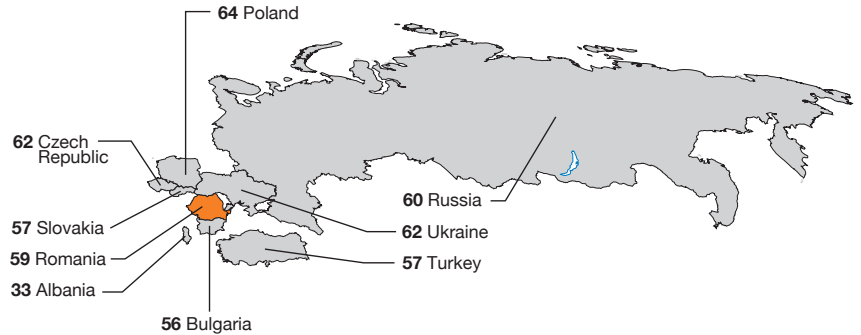 64 Poland
62 Czech
Republic
57 Slovakia
59 Romania
33 Albania
56 Bulgaria
60 Russia
62 Ukraine
57 Turkey